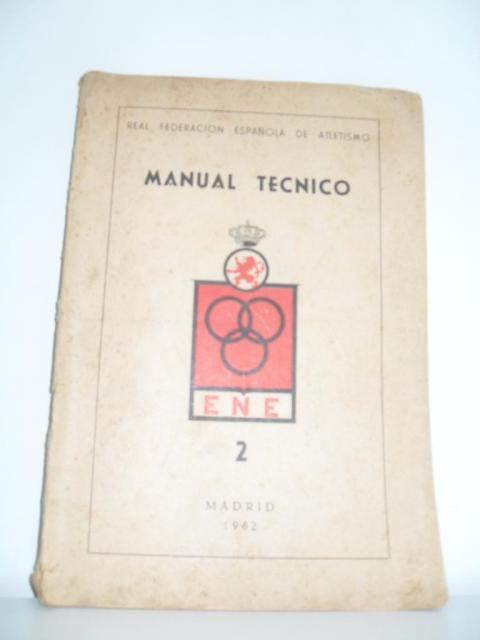 REAL FEDERACION ESPAÑOLA DE ATLETISMO
MANUAL TECNICO
ENE
2
MADRID
1962